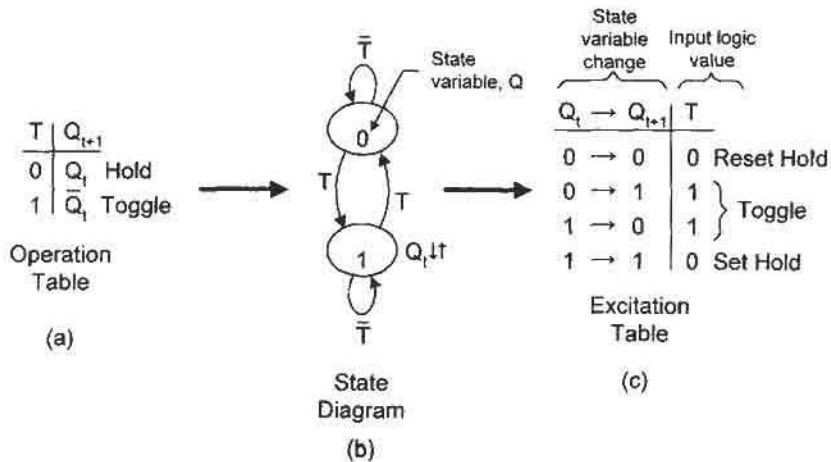 T | Q_{t+1}
0 | Q_t Hold
1 | Q̄_t Toggle
Operation
Table
(a)
T̄
State
variable, Q
0
T
T
1
Q_t↓↑
T̄
State
Diagram
(b)
State
variable
change
Input logic
value
Q_t → Q_{t+1} | T
0 → 0 | 0 Reset Hold
0 → 1 | 1
Toggle
1 → 0 | 1
1 → 1 | 0 Set Hold
Excitation
Table
(c)